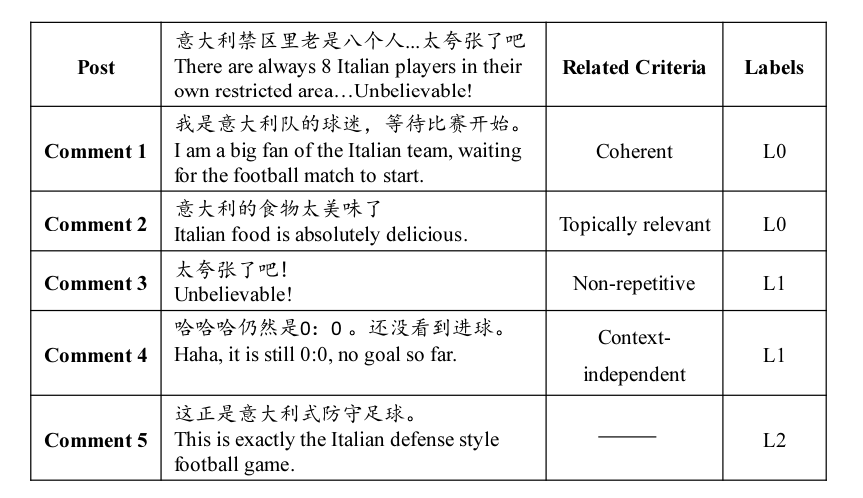 Post
意大利禁区里老是八个人...太夸张了吧
There are always 8 Italian players in their
own restricted area…Unbelievable!
Related Criteria
Labels
Comment 1
我是意大利队的球迷，等待比赛开始。
I am a big fan of the Italian team, waiting
for the football match to start.
Coherent
L0
Comment 2
意大利的食物太美味了
Italian food is absolutely delicious.
Topically relevant
L0
Comment 3
太夸张了吧！
Unbelievable!
Non-repetitive
L1
Comment 4
哈哈哈仍然是0：0 。还没看到进球。
Haha, it is still 0:0, no goal so far.
Context-
independent
L1
Comment 5
这正是意大利式防守足球。
This is exactly the Italian defense style
football game.
L2